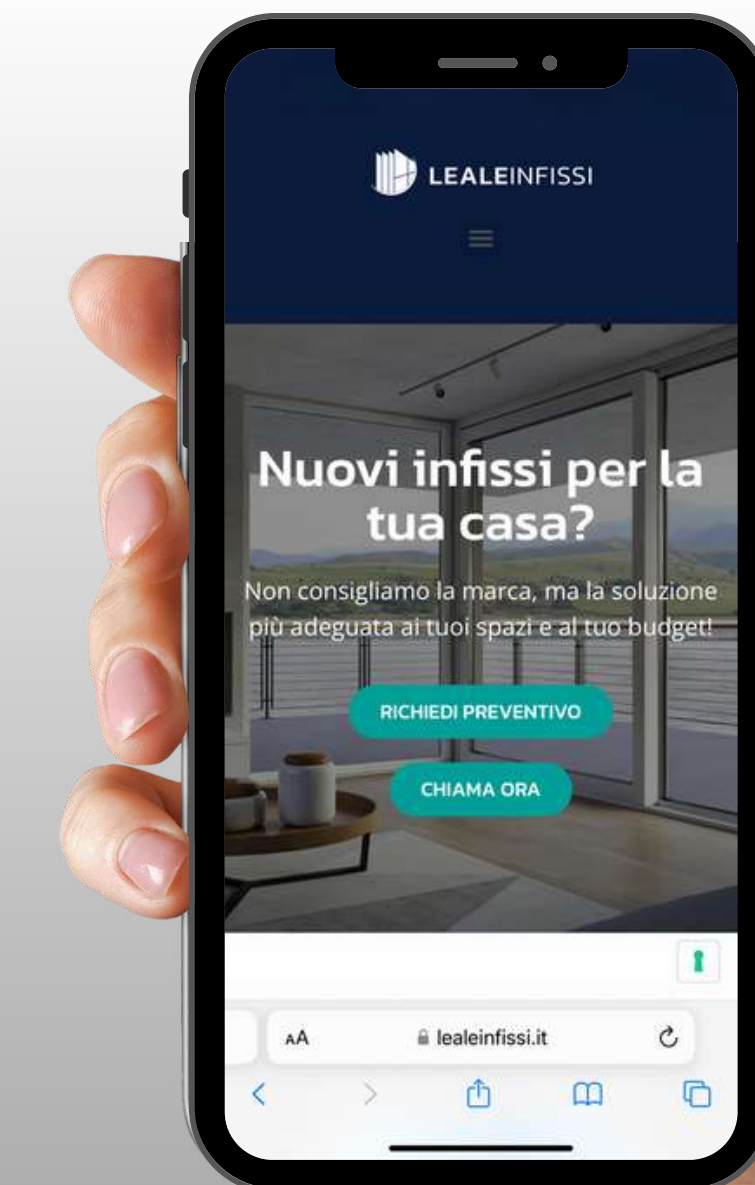 LEALEINFISSI
Nuovi infissi per la
tua casa?
Non consigliamo la marca, ma la soluzione
più adeguata ai tuoi spazi e al tuo budget!
RICHIEDI PREVENTIVO
CHIAMA ORA
AA lealeinfissi.it